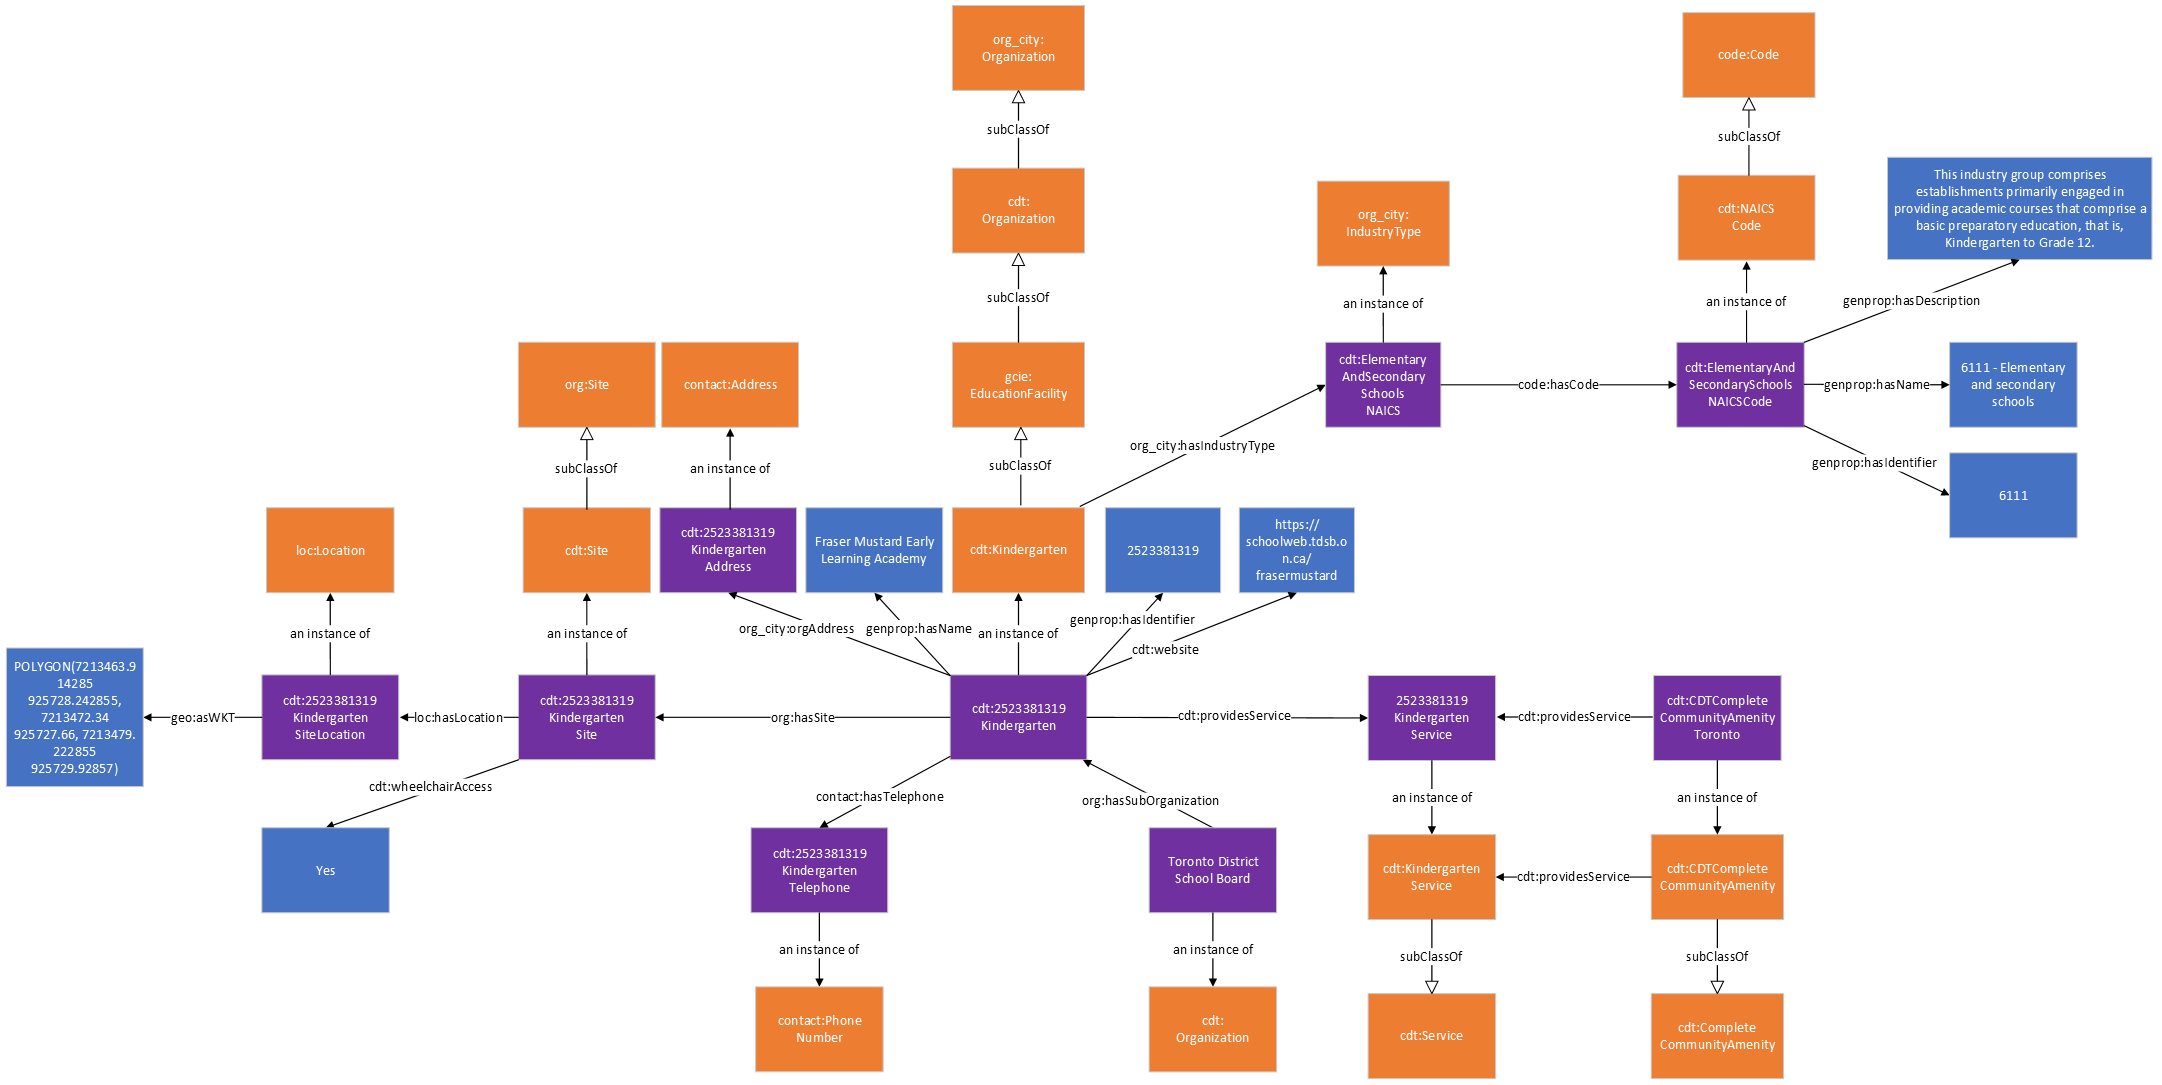 org_city:
Organization
code:Code
subClassOf
subClassOf
This industry group comprises
establishments primarily engaged in
providing academic courses that comprise a
basic preparatory education, that is,
Kindergarten to Grade 12.
cdt:
Organization
org_city:
IndustryType
cdt:NAICS
Code
subClassOf
an instance of
an instance of
genprop:hasDescription
org:Site
contact:Address
gcie:
EducationFacility
cdt:Elementary
AndSecondary
Schools
NAICS
code:hasCode
cdt:ElementaryAnd
SecondarySchools
NAICSCode
genprop:hasName
6111 - Elementary
and secondary
schools
subClassOf
an instance of
subClassOf
org_city:hasIndustryType
genprop:hasIdentifier
6111
loc:Location
cdt:Site
cdt:2523381319
Kindergarten
Address
Fraser Mustard Early
Learning Academy
cdt:Kindergarten
2523381319
https://
schoolweb.tdsb.o
n.ca/
frasermustard
an instance of
an instance of
org_city:orgAddress
genprop:hasName
an instance of
genprop:hasIdentifier
cdt:website
POLYGON(7213463.9
14285
925728.242855,
7213472.34
925727.66, 7213479.
222855
925729.92857)
geo:asWKT
cdt:2523381319
Kindergarten
SiteLocation
loc:hasLocation
cdt:2523381319
Kindergarten
Site
org:hasSite
cdt:2523381319
Kindergarten
cdt:providesService
2523381319
Kindergarten
Service
cdt:providesService
cdt:CDTComplete
CommunityAmenity
Toronto
cdt:wheelchairAccess
contact:hasTelephone
org:hasSubOrganization
an instance of
an instance of
Yes
cdt:2523381319
Kindergarten
Telephone
Toronto District
School Board
cdt:Kindergarten
Service
cdt:providesService
cdt:CDTComplete
CommunityAmenity
an instance of
an instance of
subClassOf
subClassOf
contact:Phone
Number
cdt:
Organization
cdt:Service
cdt:Complete
CommunityAmenity